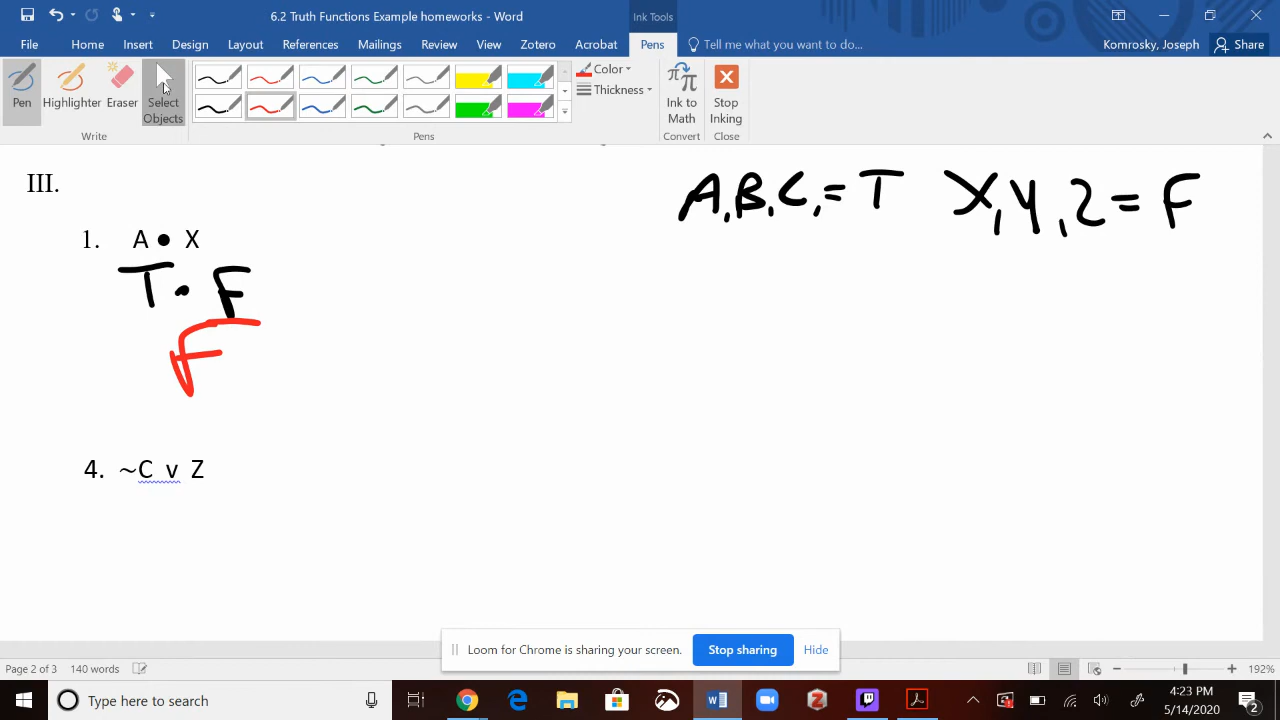 6.2 Truth Functions Example homeworks - Word
Ink Tools
File Home Insert Design Layout References Mailings Review View Zotero Acrobat Pens Tell me what you want to do... Komrosky, Joseph Share
Pen Highlighter Eraser Select Objects
Color
Thickness
Ink to Math
Stop Inking
Write Pens Convert Close
III.
A, B, C, = T X, Y, Z = F
1. A ● X
T • F
F
4. ~C v Z
Loom for Chrome is sharing your screen. Stop sharing Hide
Page 2 of 3 140 words 192%
Type here to search
4:23 PM
5/14/2020
2